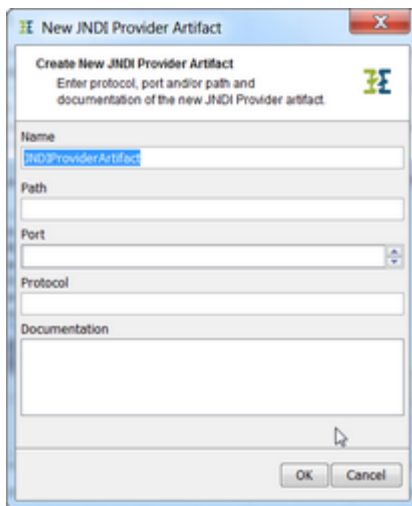 New JNDI Provider Artifact
Create New JNDI Provider Artifact
Enter protocol, port and/or path and
documentation of the new JNDI Provider artifact.
Name
JNDIProviderArtifact
Path
Port
Protocol
Documentation
OK Cancel